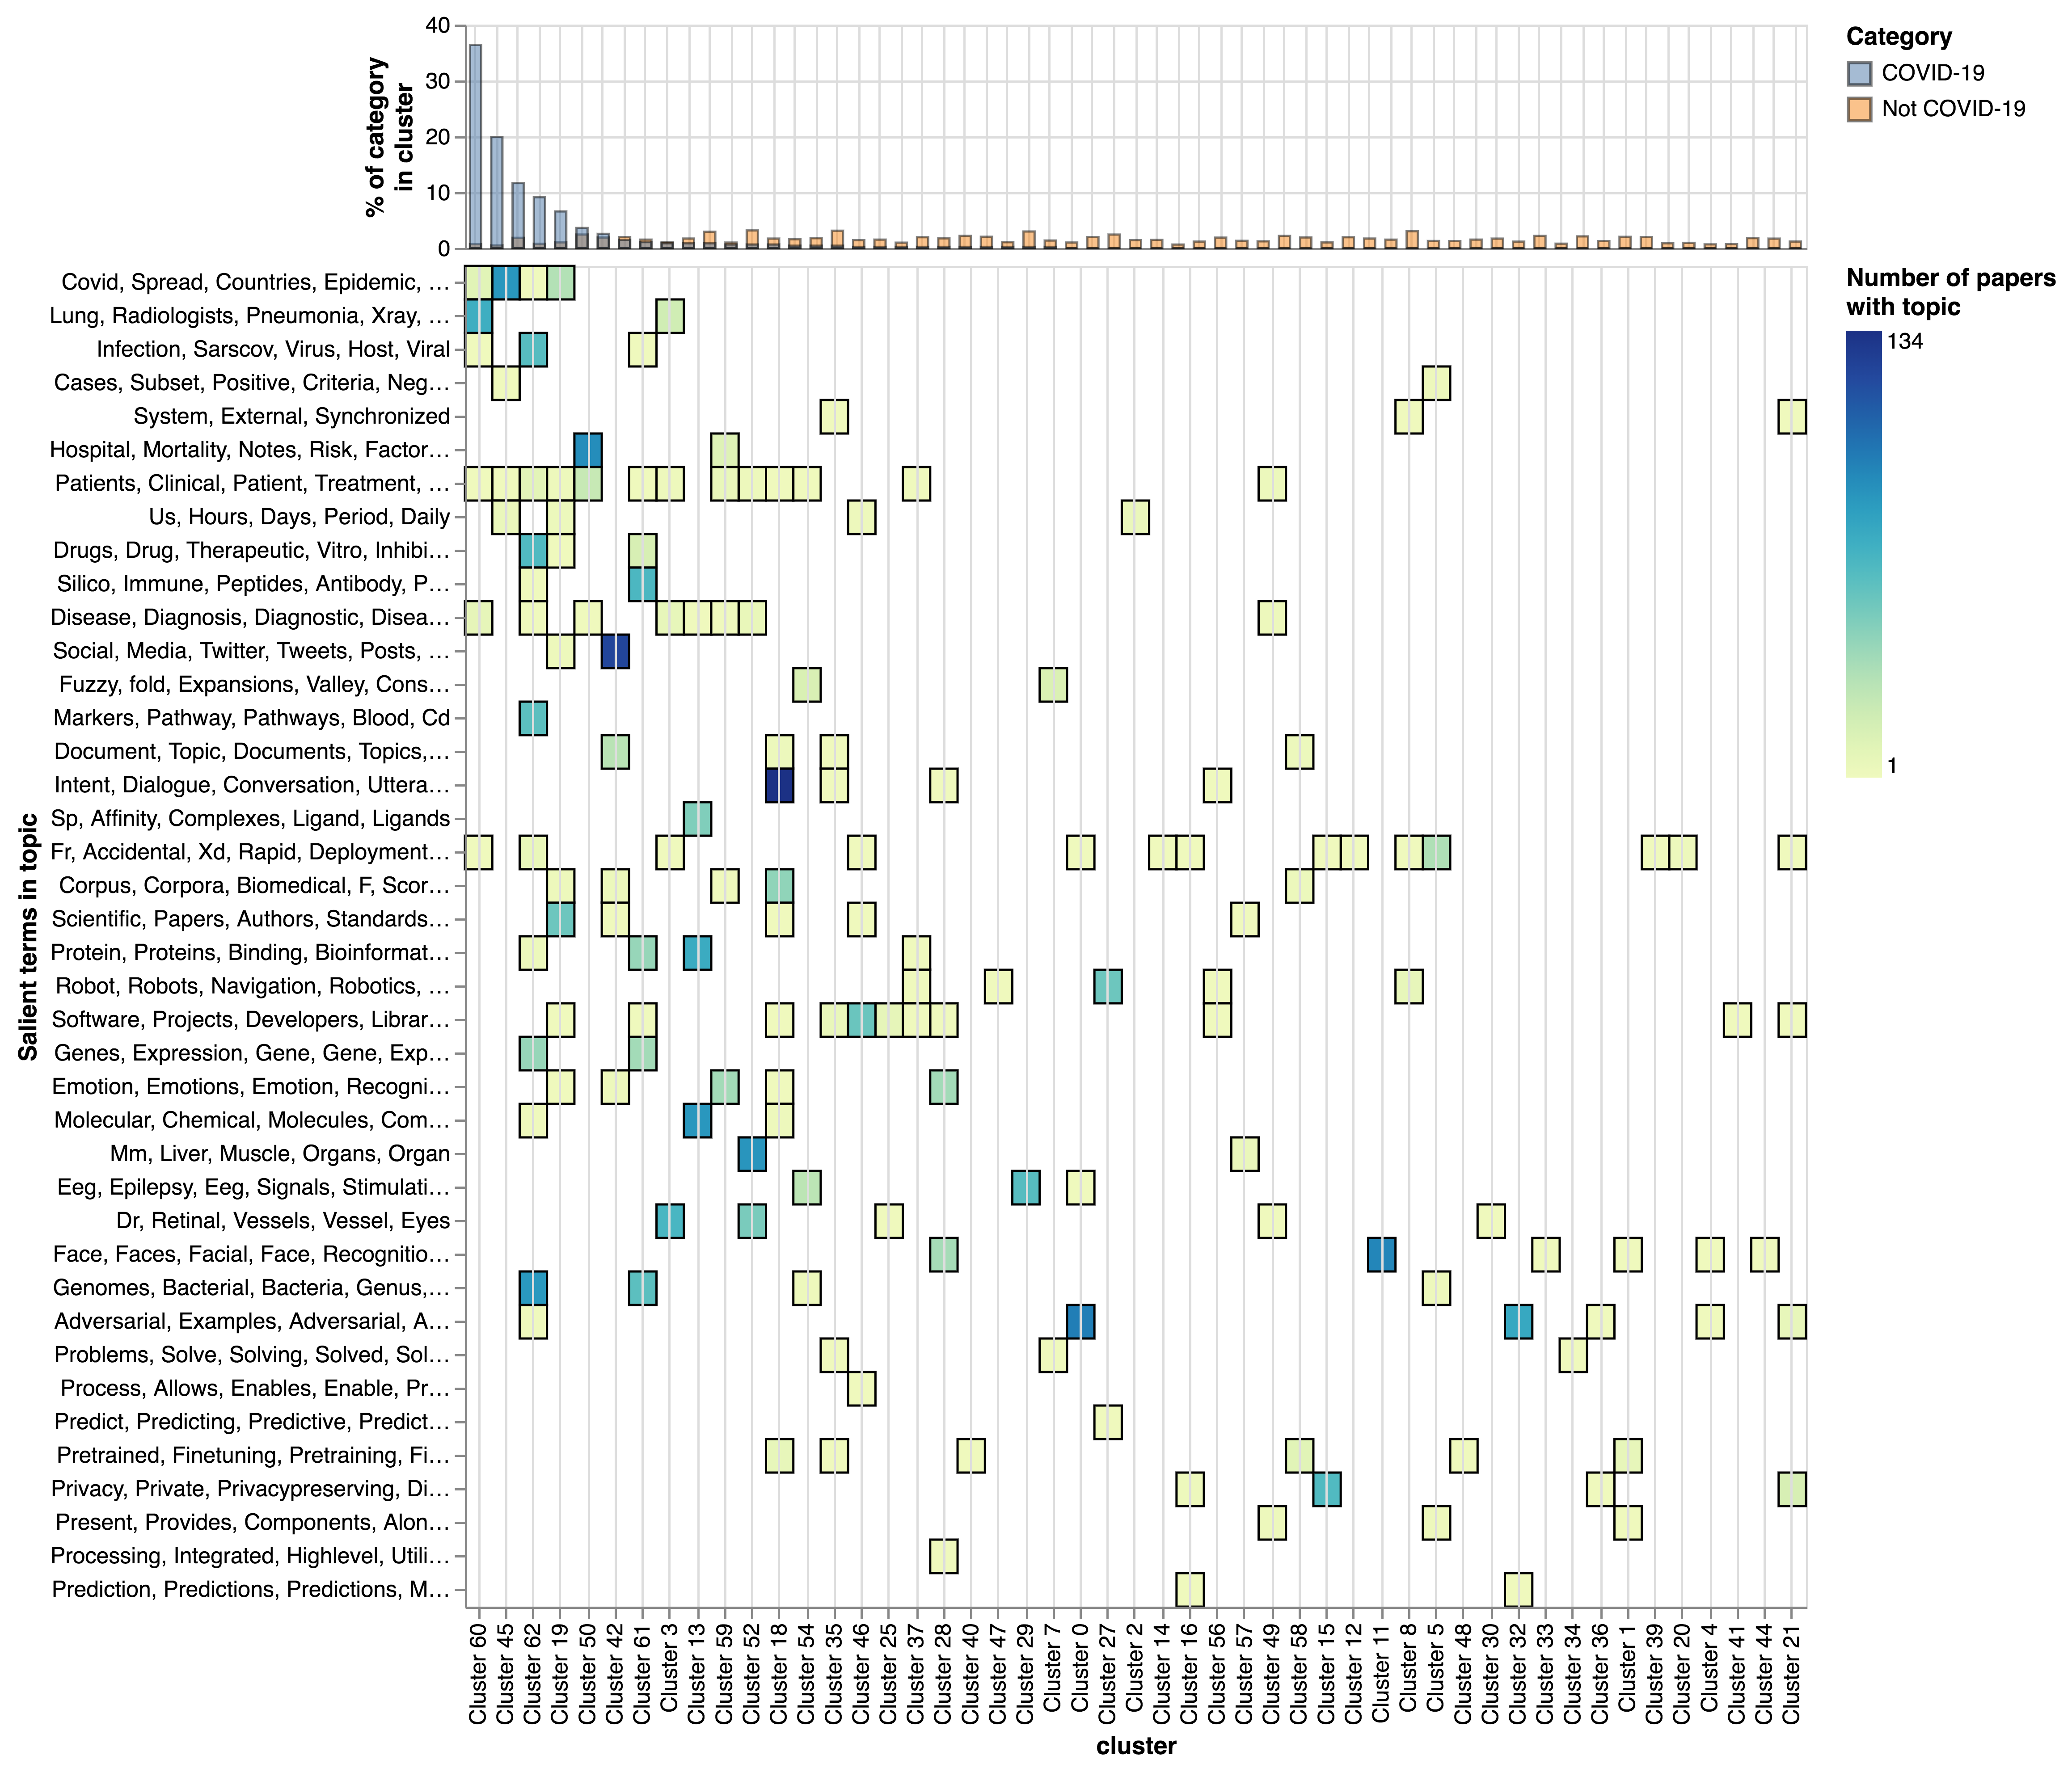 % of category
in cluster
40
30
20
10
0
Category
COVID-19
Not COVID-19
Number of papers
with topic
134
1
Salient terms in topic
Covid, Spread, Countries, Epidemic, …
Lung, Radiologists, Pneumonia, Xray, …
Infection, Sarscov, Virus, Host, Viral
Cases, Subset, Positive, Criteria, Neg…
System, External, Synchronized
Hospital, Mortality, Notes, Risk, Factor…
Patients, Clinical, Patient, Treatment, …
Us, Hours, Days, Period, Daily
Drugs, Drug, Therapeutic, Vitro, Inhibi…
Silico, Immune, Peptides, Antibody, P…
Disease, Diagnosis, Diagnostic, Disea…
Social, Media, Twitter, Tweets, Posts, …
Fuzzy, fold, Expansions, Valley, Cons…
Markers, Pathway, Pathways, Blood, Cd
Document, Topic, Documents, Topics,…
Intent, Dialogue, Conversation, Uttera…
Sp, Affinity, Complexes, Ligand, Ligands
Fr, Accidental, Xd, Rapid, Deployment…
Corpus, Corpora, Biomedical, F, Scor…
Scientific, Papers, Authors, Standards…
Protein, Proteins, Binding, Bioinformat…
Robot, Robots, Navigation, Robotics, …
Software, Projects, Developers, Librar…
Genes, Expression, Gene, Gene, Exp…
Emotion, Emotions, Emotion, Recogni…
Molecular, Chemical, Molecules, Com…
Mm, Liver, Muscle, Organs, Organ
Eeg, Epilepsy, Eeg, Signals, Stimulati…
Dr, Retinal, Vessels, Vessel, Eyes
Face, Faces, Facial, Face, Recognitio…
Genomes, Bacterial, Bacteria, Genus,…
Adversarial, Examples, Adversarial, A…
Problems, Solve, Solving, Solved, Sol…
Process, Allows, Enables, Enable, Pr…
Predict, Predicting, Predictive, Predict…
Pretrained, Finetuning, Pretraining, Fi…
Privacy, Private, Privacypreserving, Di…
Present, Provides, Components, Alon…
Processing, Integrated, Highlevel, Utili…
Prediction, Predictions, Predictions, M…
Cluster 60
Cluster 45
Cluster 62
Cluster 19
Cluster 50
Cluster 42
Cluster 61
Cluster 3
Cluster 13
Cluster 59
Cluster 52
Cluster 18
Cluster 54
Cluster 35
Cluster 46
Cluster 25
Cluster 37
Cluster 28
Cluster 40
Cluster 47
Cluster 29
Cluster 7
Cluster 0
Cluster 27
Cluster 2
Cluster 14
Cluster 16
Cluster 56
Cluster 57
Cluster 49
Cluster 58
Cluster 15
Cluster 12
Cluster 11
Cluster 8
Cluster 5
Cluster 48
Cluster 30
Cluster 32
Cluster 33
Cluster 34
Cluster 36
Cluster 1
Cluster 39
Cluster 20
Cluster 4
Cluster 41
Cluster 44
Cluster 21
cluster